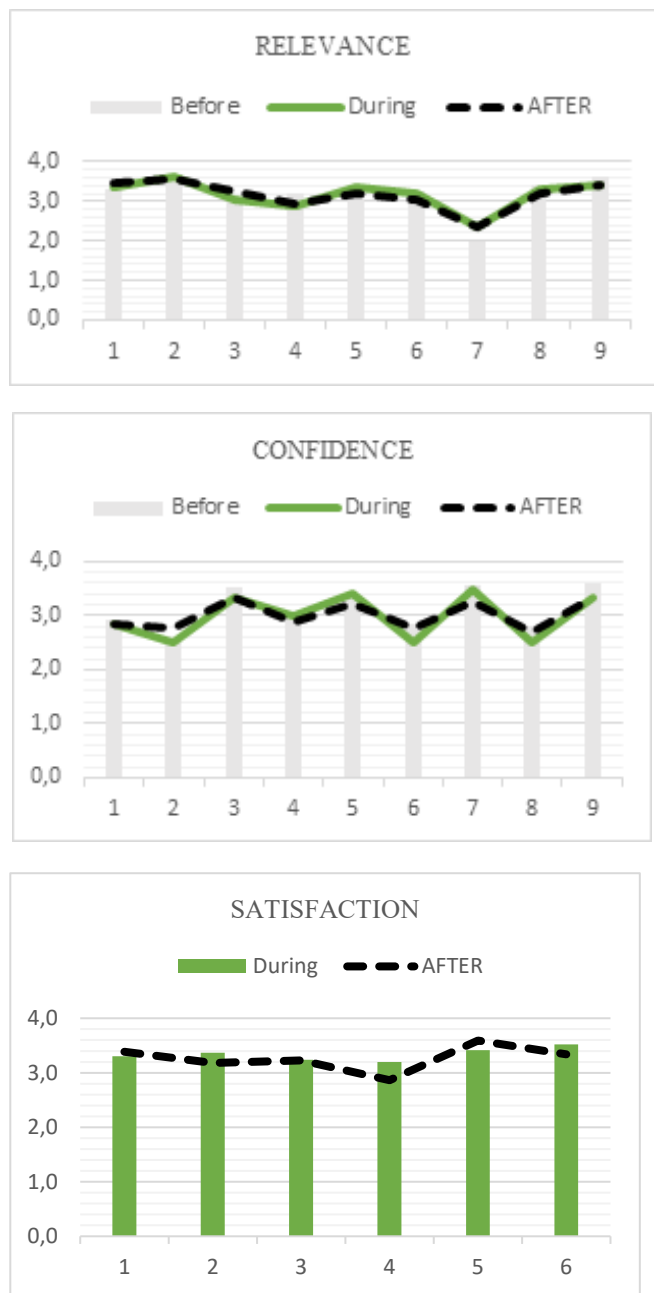 RELEVANCE
Before During AFTER
4,0
3,0
2,0
1,0
0,0
1 2 3 4 5 6 7 8 9
CONFIDENCE
Before During AFTER
4,0
3,0
2,0
1,0
0,0
1 2 3 4 5 6 7 8 9
SATISFACTION
During AFTER
4,0
3,0
2,0
1,0
0,0
1 2 3 4 5 6